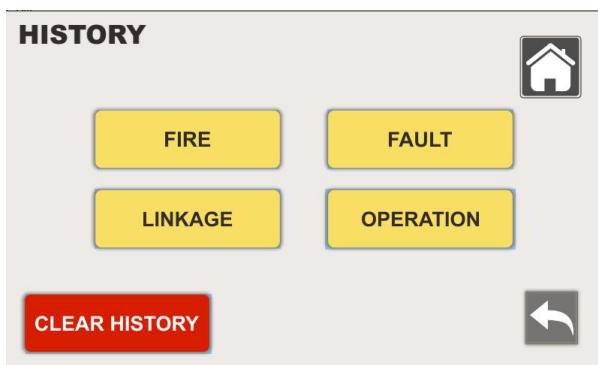 HISTORY
FIRE
FAULT
LINKAGE
OPERATION
CLEAR HISTORY